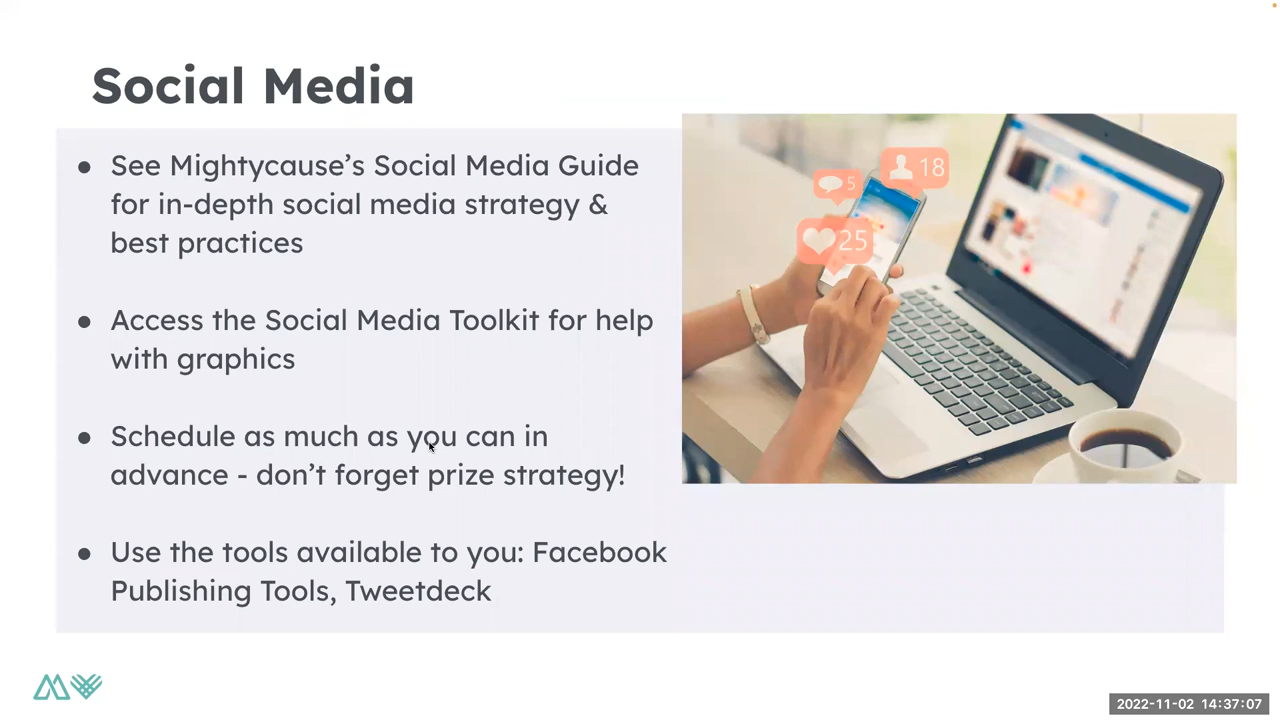 Social Media
● See Mightycause’s Social Media Guide
for in-depth social media strategy &
best practices
● Access the Social Media Toolkit for help
with graphics
● Schedule as much as you can in
advance - don’t forget prize strategy!
● Use the tools available to you: Facebook
Publishing Tools, Tweetdeck
5
18
25
2022-11-02 14:37:07